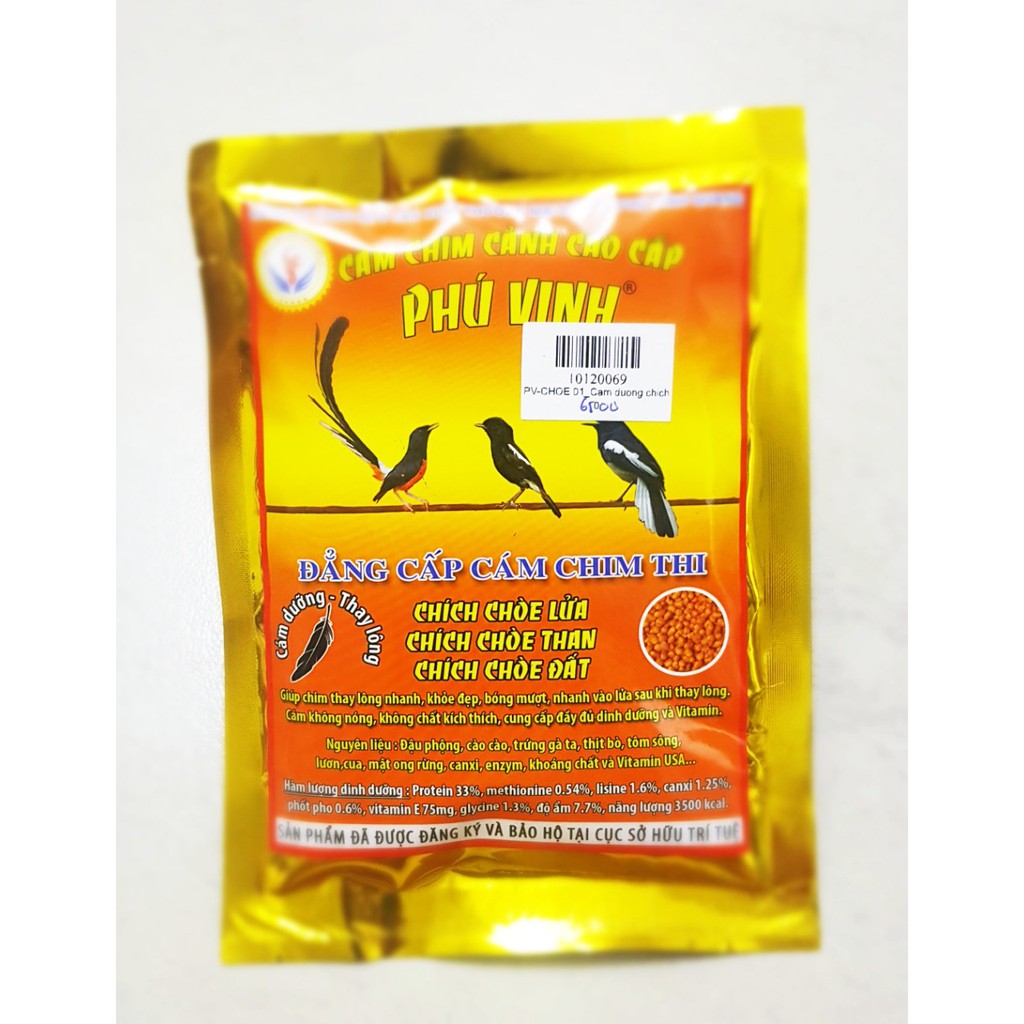 CÁM CHIM CẢNH CAO CẤP
PHÚ VINH®
10120069
PV-CHOE 01_Cam duong chich
ĐẲNG CẤP CÁM CHIM THI
Cám dưỡng - Thay lông
CHÍCH CHÒE LỬA
CHÍCH CHÒE THAN
CHÍCH CHÒE ĐẤT
Giúp chim thay lông nhanh, khỏe đẹp, bóng mượt, nhanh vào lửa sau khi thay lông.
Cám không nóng, không chất kích thích, cung cấp đầy đủ dinh dưỡng và Vitamin.
Nguyên liệu : Đậu phộng, cào cào, trứng gà ta, thịt bò, tôm sông,
lươn,cua, mật ong rừng, canxi, enzym, khoáng chất và Vitamin USA...
Hàm lượng dinh dưỡng : Protein 33%, methionine 0.54%, lisine 1.6%, canxi 1.25%,
phốt pho 0.6%, vitamin E 75mg, glycine 1.3%, độ ẩm 7.7%, năng lượng 3500 kcal.
SẢN PHẨM ĐÃ ĐƯỢC ĐĂNG KÝ VÀ BẢO HỘ TẠI CỤC SỞ HỮU TRÍ TUỆ